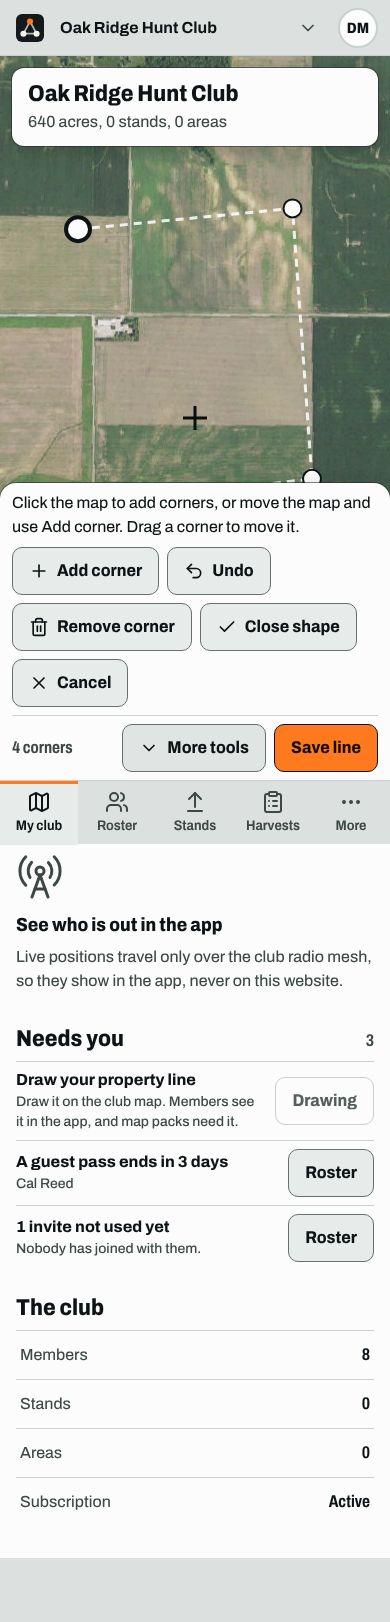 Oak Ridge Hunt Club
DM
Oak Ridge Hunt Club
640 acres, 0 stands, 0 areas
Click the map to add corners, or move the map and
use Add corner. Drag a corner to move it.
Add corner
Undo
Remove corner
Close shape
Cancel
4 corners
More tools
Save line
My club
Roster
Stands
Harvests
More
See who is out in the app
Live positions travel only over the club radio mesh,
so they show in the app, never on this website.
Needs you
3
Draw your property line
Draw it on the club map. Members see
it in the app, and map packs need it.
Drawing
A guest pass ends in 3 days
Cal Reed
Roster
1 invite not used yet
Nobody has joined with them.
Roster
The club
Members
8
Stands
0
Areas
0
Subscription
Active